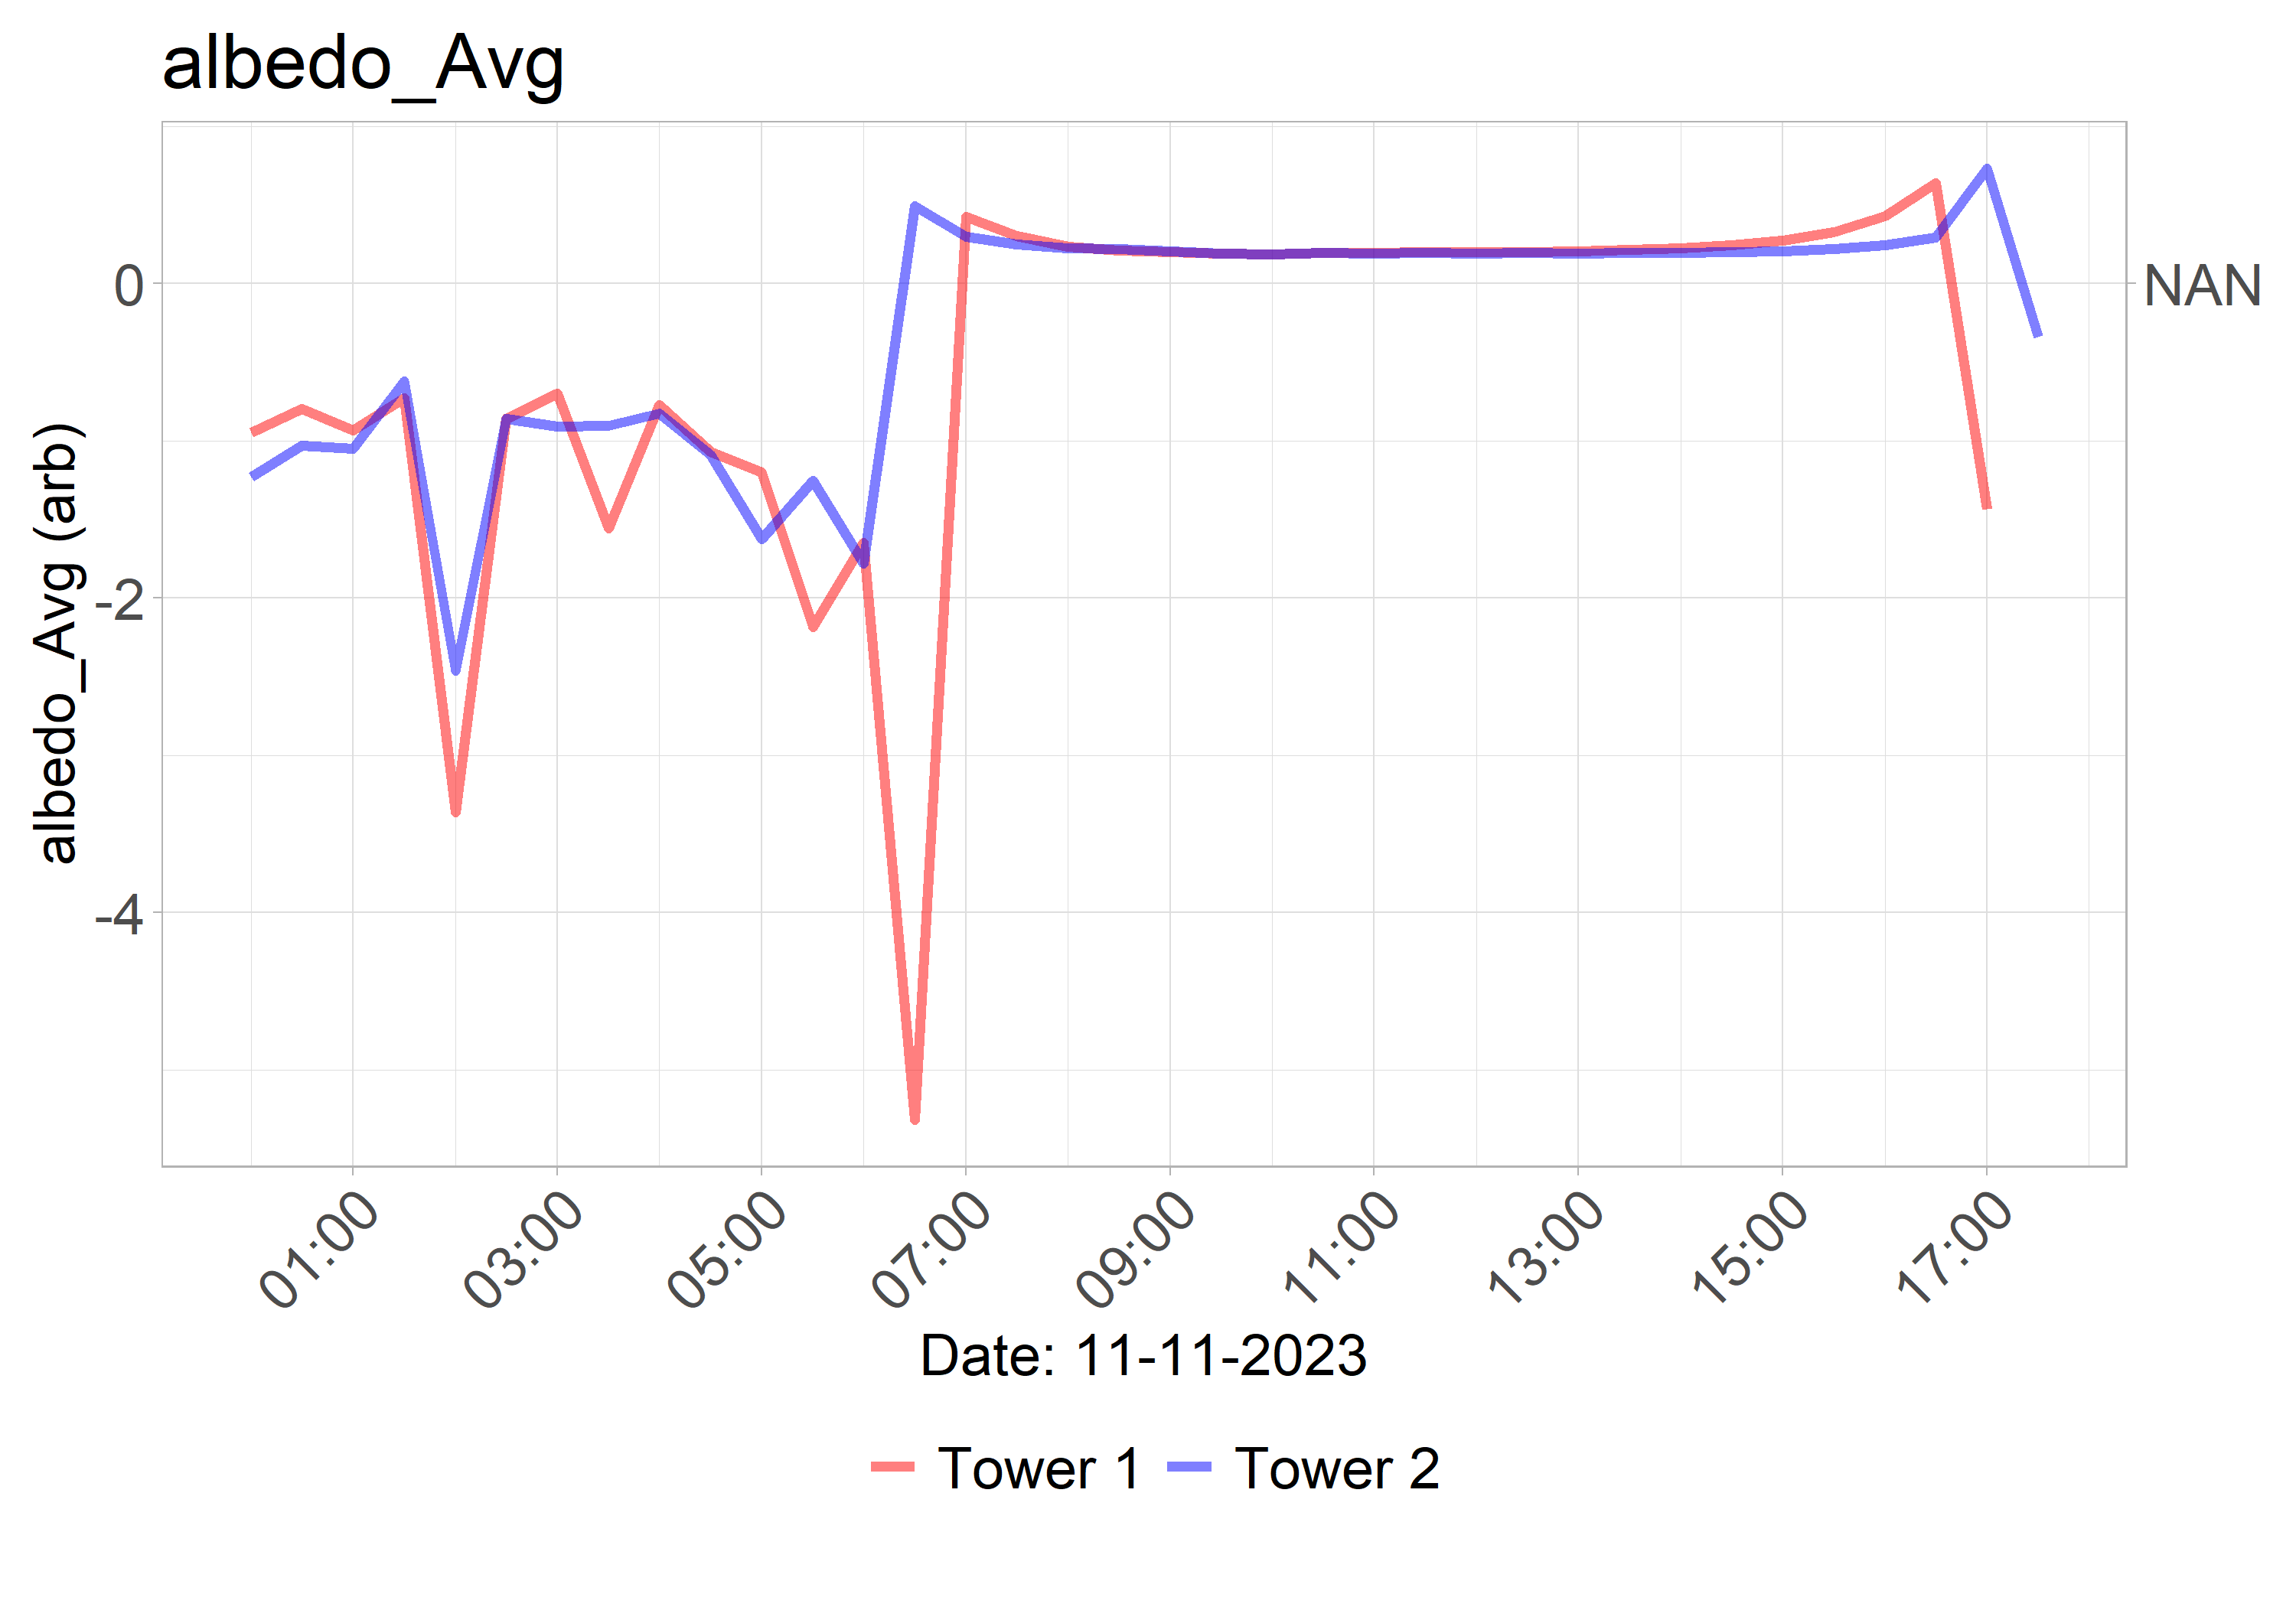 albedo_Avg
albedo_Avg (arb)
0
-2
-4
NAN
01:00
03:00
05:00
07:00
09:00
11:00
13:00
15:00
17:00
Date: 11-11-2023
Tower 1
Tower 2